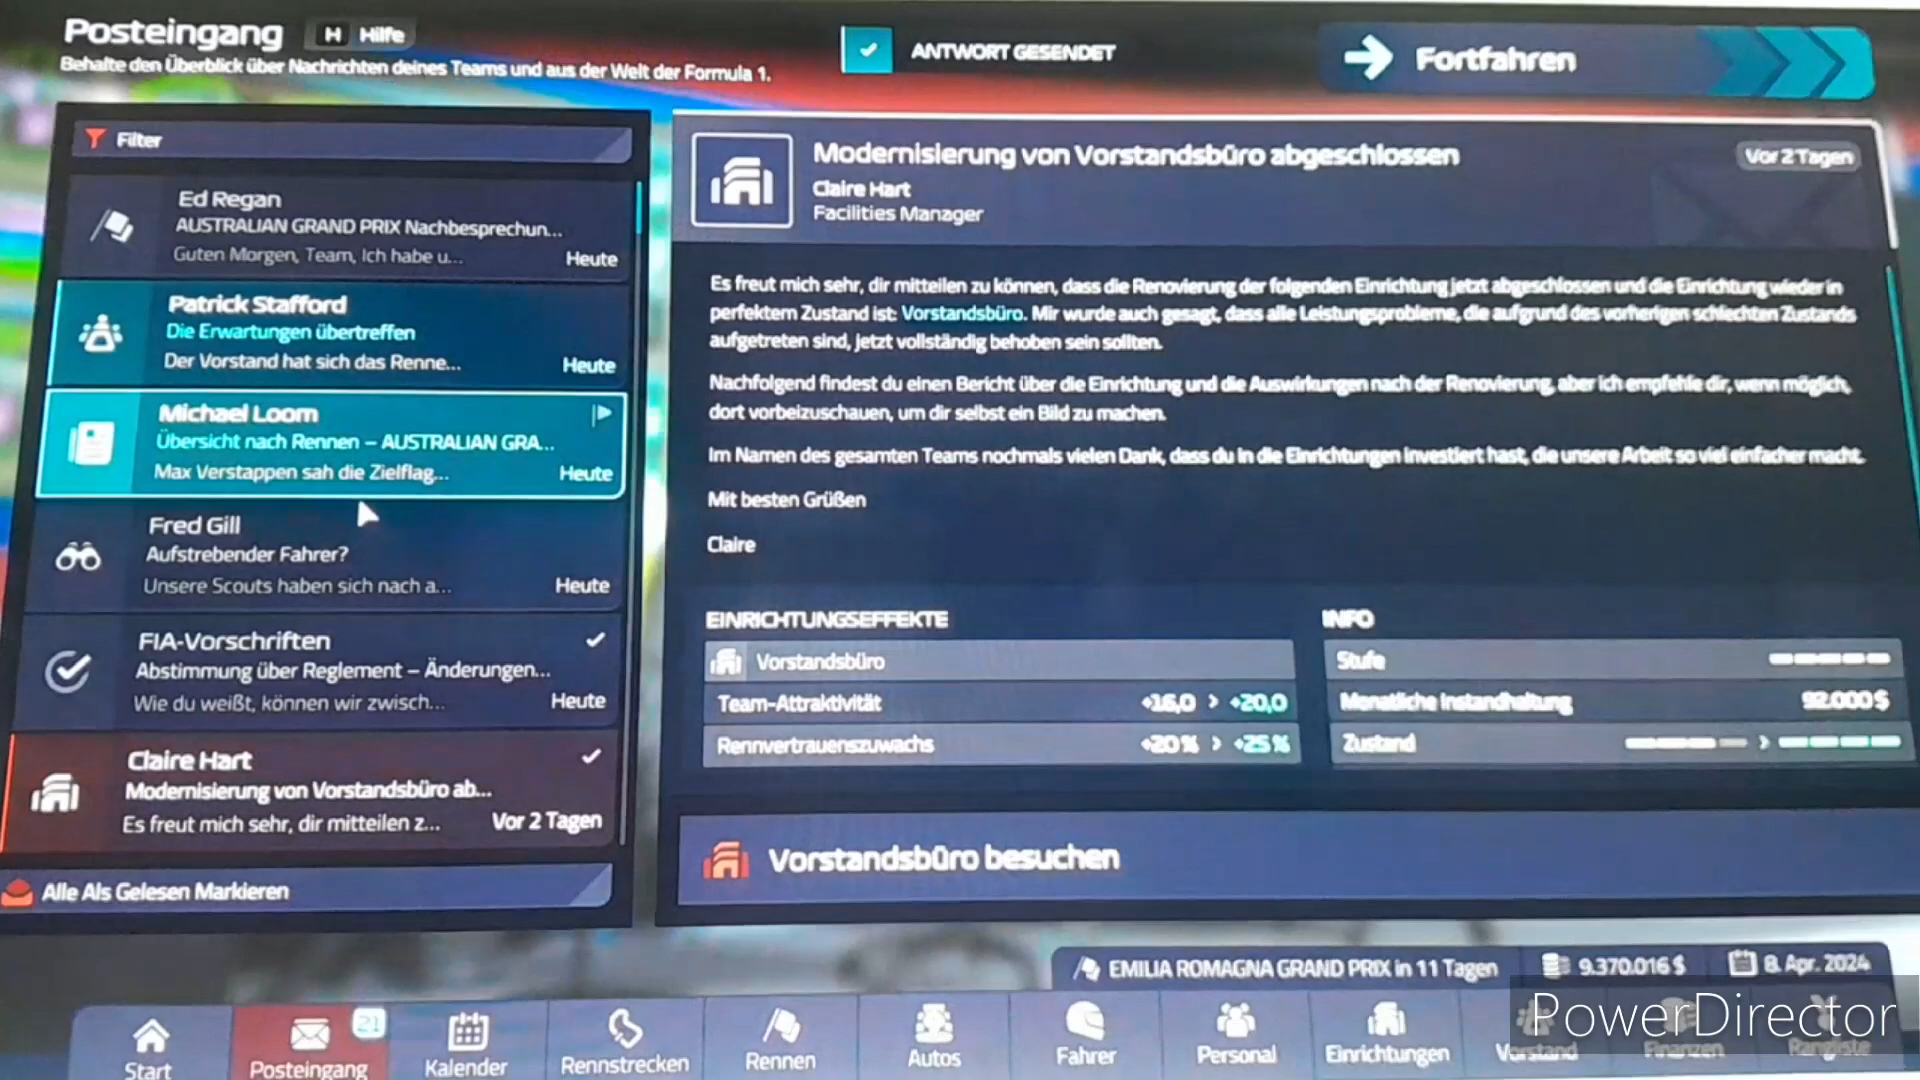 Posteingang
H Hilfe
Behalte den Überblick über Nachrichten deines Teams und aus der Welt der Formula 1.
ANTWORT GESENDET
Fortfahren
Filter
Ed Regan
AUSTRALIAN GRAND PRIX Nachbesprechun...
Guten Morgen, Team, Ich habe u...
Heute
Patrick Stafford
Die Erwartungen übertreffen
Der Vorstand hat sich das Renne...
Heute
Michael Loom
Übersicht nach Rennen – AUSTRALIAN GRA...
Max Verstappen sah die Zielflag...
Heute
Fred Gill
Aufstrebender Fahrer?
Unsere Scouts haben sich nach a...
Heute
FIA-Vorschriften
Abstimmung über Reglement – Änderungen...
Wie du weißt, können wir zwisch...
Heute
Claire Hart
Modernisierung von Vorstandsbüro ab...
Es freut mich sehr, dir mitteilen z...
Vor 2 Tagen
Alle Als Gelesen Markieren
Modernisierung von Vorstandsbüro abgeschlossen
Vor 2 Tagen
Claire Hart
Facilities Manager
Es freut mich sehr, dir mitteilen zu können, dass die Renovierung der folgenden Einrichtung jetzt abgeschlossen und die Einrichtung wieder in
perfektem Zustand ist: Vorstandsbüro. Mir wurde auch gesagt, dass alle Leistungsprobleme, die aufgrund des vorherigen schlechten Zustands
aufgetreten sind, jetzt vollständig behoben sein sollten.
Nachfolgend findest du einen Bericht über die Einrichtung und die Auswirkungen nach der Renovierung, aber ich empfehle dir, wenn möglich,
dort vorbeizuschauen, um dir selbst ein Bild zu machen.
Im Namen des gesamten Teams nochmals vielen Dank, dass du in die Einrichtungen investiert hast, die unsere Arbeit so viel einfacher macht.
Mit besten Grüßen
Claire
EINRICHTUNGSEFFEKTE
Vorstandsbüro
Team-Attraktivität +16,0 > +20,0
Rennvertrauenszuwachs +20 % > +25 %
INFO
Stufe
Monatliche Instandhaltung 92.000 $
Zustand >
Vorstandsbüro besuchen
EMILIA ROMAGNA GRAND PRIX in 11 Tagen
9.370.016 $
8. Apr. 2024
Start
Posteingang
21
Kalender
Rennstrecken
Rennen
Autos
Fahrer
Personal
Einrichtungen
Vorstand
Finanzen
Rangliste
PowerDirector